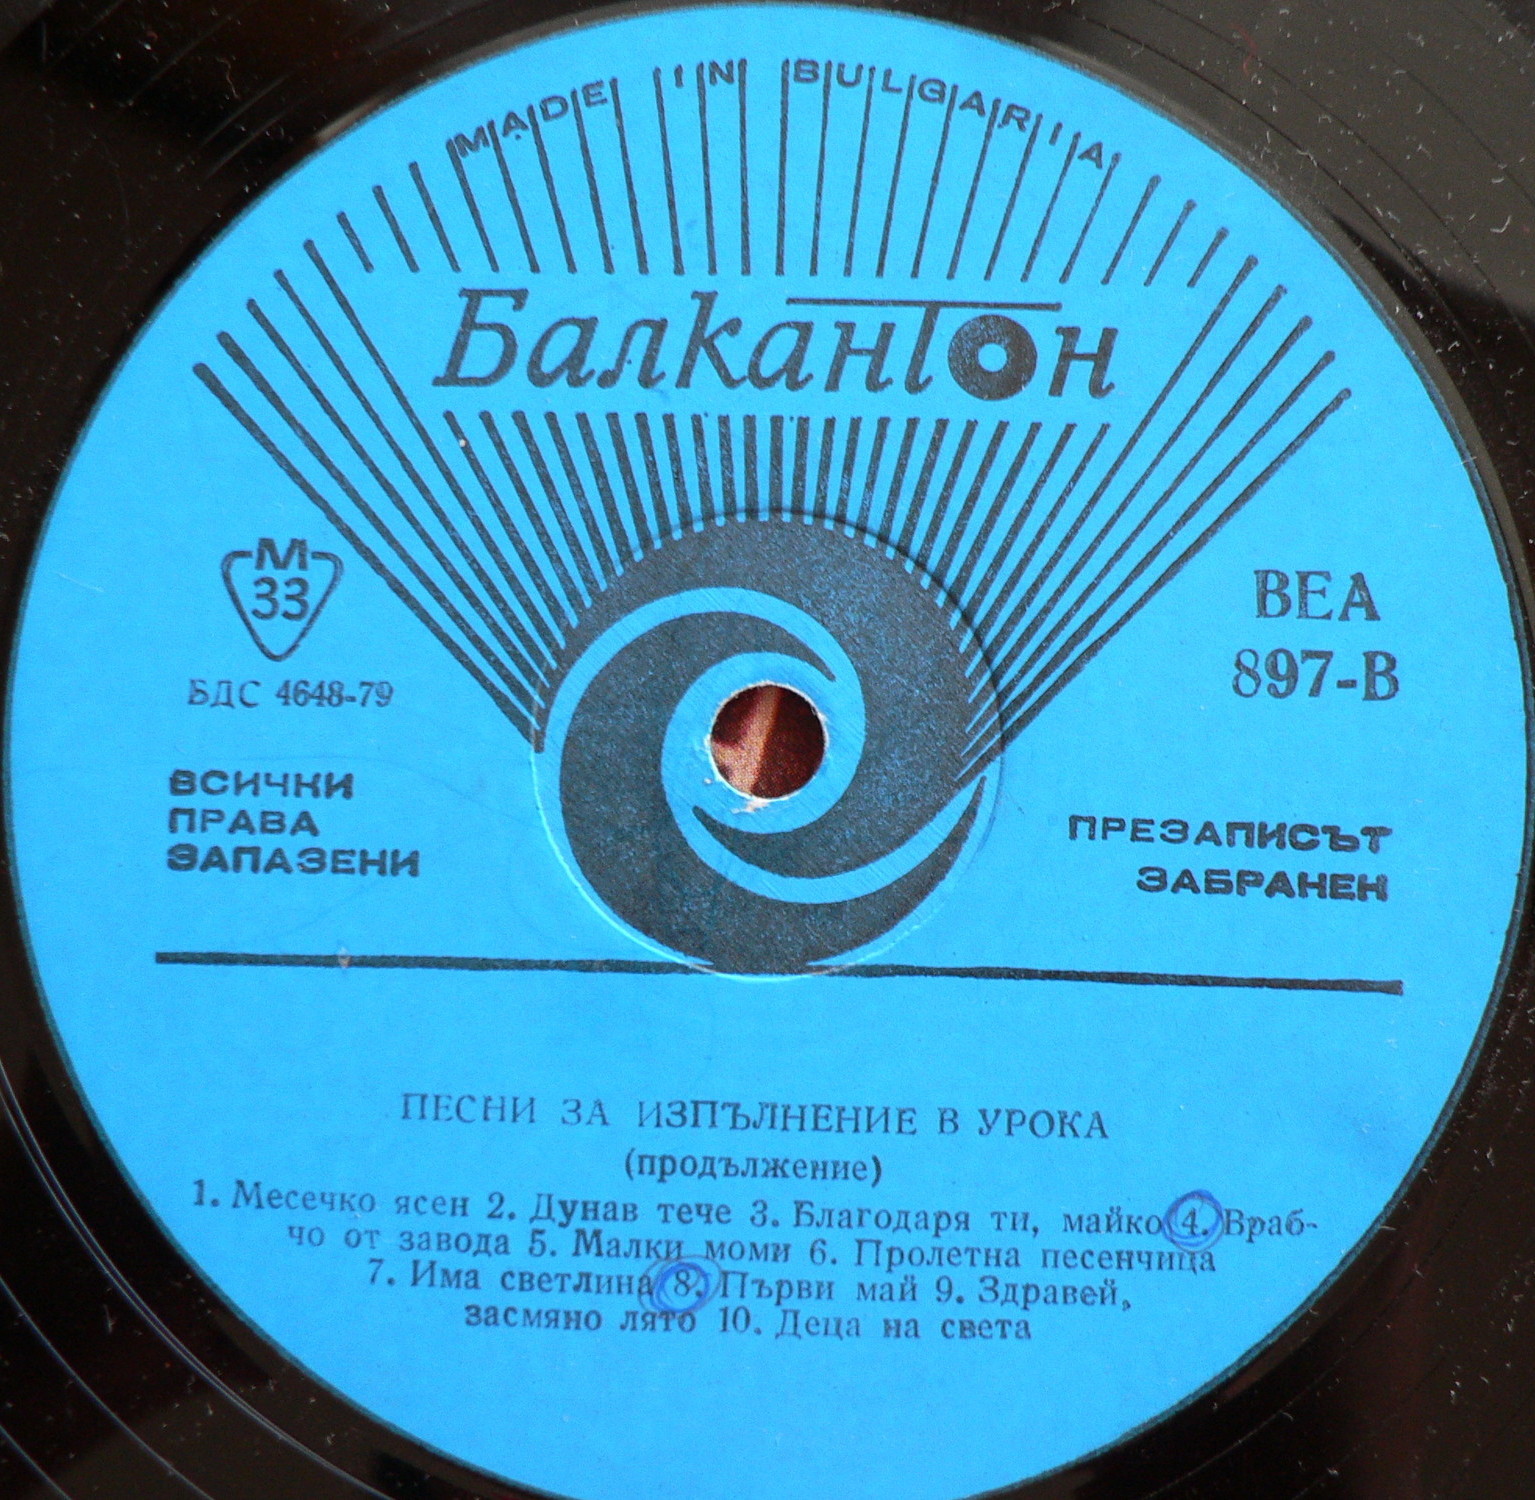 MADE IN BULGARIA
Балкантон
М
33
БДС 4648-79
ВЕА
897-В
ВСИЧКИ
ПРАВА
ЗАПАЗЕНИ
ПРЕЗАПИСЪТ
ЗАБРАНЕН
ПЕСНИ ЗА ИЗПЪЛНЕНИЕ В УРОКА
(продължение)
1. Месечко ясен 2. Дунав тече 3. Благодаря ти, майко 4. Враб-
чо от завода 5. Малки моми 6. Пролетна песенчица
7. Има светлина 8. Първи май 9. Здравей,
засмяно лято 10. Деца на света